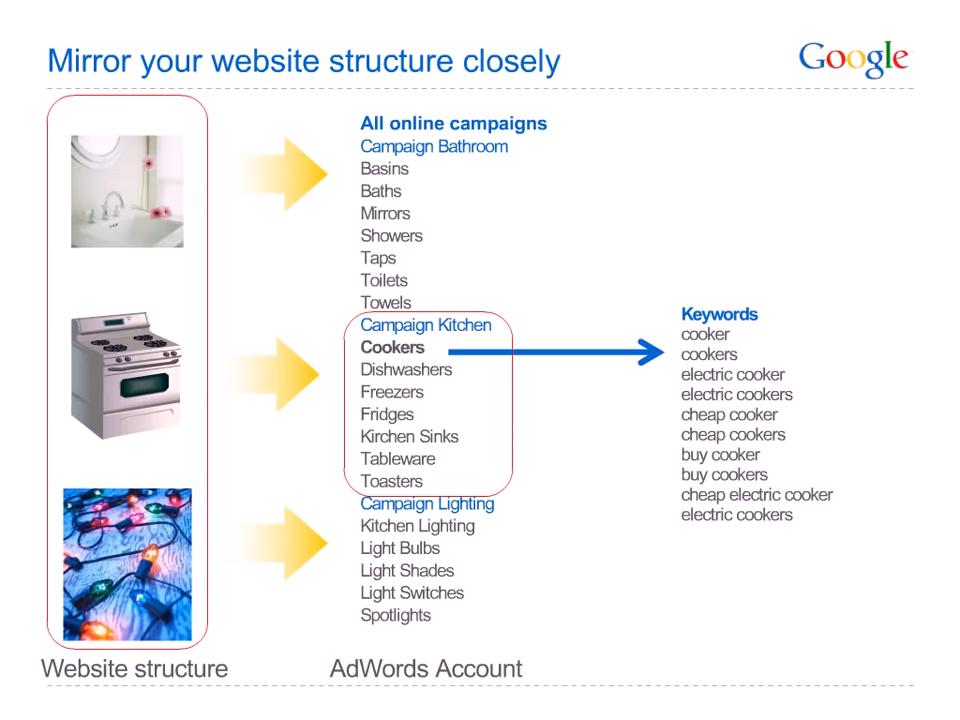 Mirror your website structure closely
Google
All online campaigns
Campaign Bathroom
Basins
Baths
Mirrors
Showers
Taps
Toilets
Towels
Campaign Kitchen
Cookers
Dishwashers
Freezers
Fridges
Kirchen Sinks
Tableware
Toasters
Campaign Lighting
Kitchen Lighting
Light Bulbs
Light Shades
Light Switches
Spotlights
Keywords
cooker
cookers
electric cooker
electric cookers
cheap cooker
cheap cookers
buy cooker
buy cookers
cheap electric cooker
electric cookers
Website structure
AdWords Account